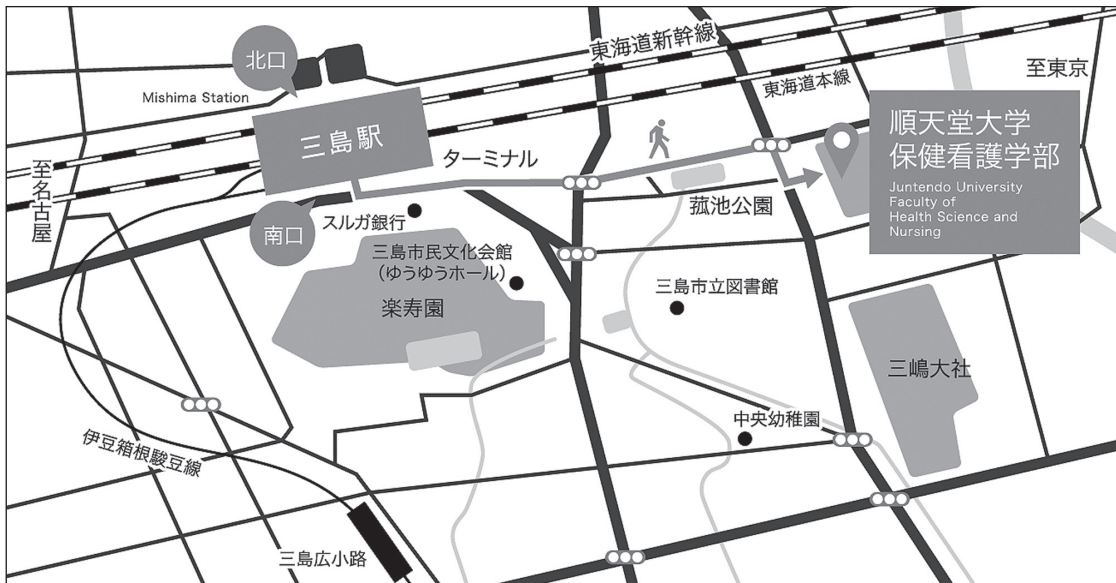 北口
Mishima Station
三島駅
ターミナル
東海道新幹線
東海道本線
至東京
至名古屋
南口
スルガ銀行
三島市民文化会館
（ゆうゆうホール）
楽寿園
菰池公園
順天堂大学
保健看護学部
Juntendo University
Faculty of
Health Science and
Nursing
三島市立図書館
三嶋大社
中央幼稚園
伊豆箱根駿豆線
三島広小路